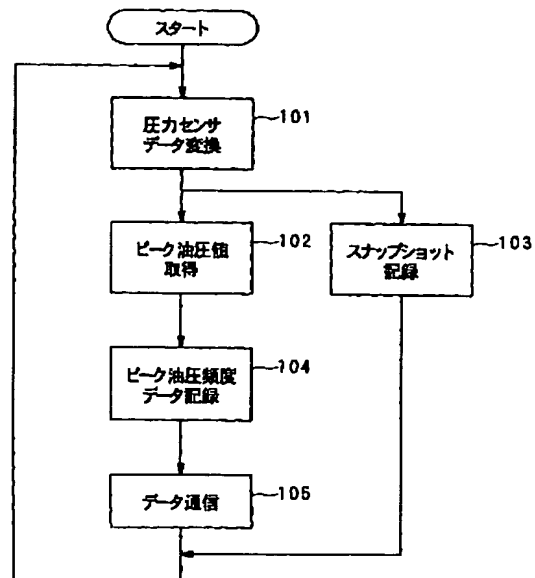 スタート
圧力センサ
データ変換
101
ピーク油圧値
取得
102
スナップショット
記録
103
ピーク油圧頻度
データ記録
104
データ通信
105